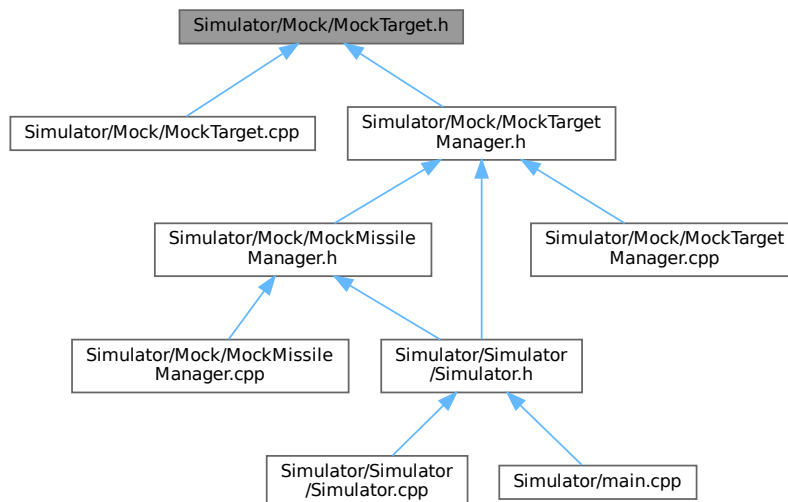 Simulator/Mock/MockTarget.h
Simulator/Mock/MockTarget.cpp
Simulator/Mock/MockTarget
Manager.h
Simulator/Mock/MockMissile
Manager.h
Simulator/Mock/MockTarget
Manager.cpp
Simulator/Mock/MockMissile
Manager.cpp
Simulator/Simulator
/Simulator.h
Simulator/Simulator
/Simulator.cpp
Simulator/main.cpp